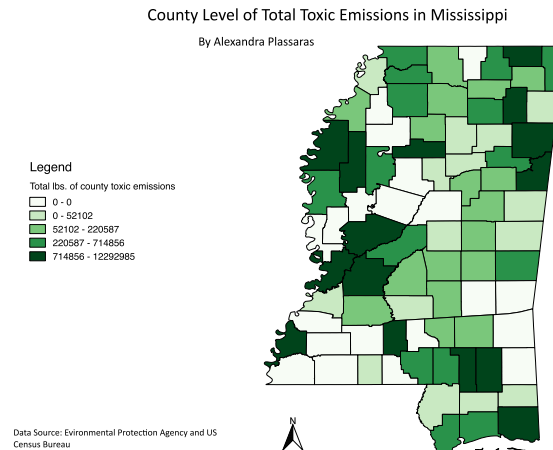 County Level of Total Toxic Emissions in Mississippi
By Alexandra Plassaras
Legend
Total lbs. of county toxic emissions
0 - 0
0 - 52102
52102 - 220587
220587 - 714856
714856 - 12292985
Data Source: Evironmental Protection Agency and US
Census Bureau
N